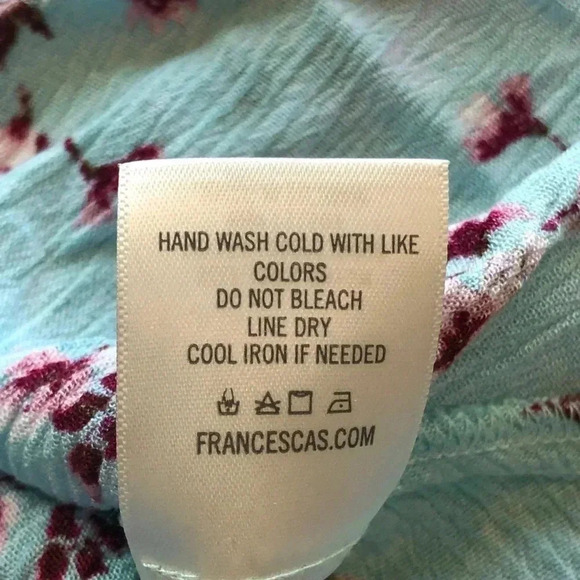 HAND WASH COLD WITH LIKE
COLORS
DO NOT BLEACH
LINE DRY
COOL IRON IF NEEDED
FRANCESCAS.COM